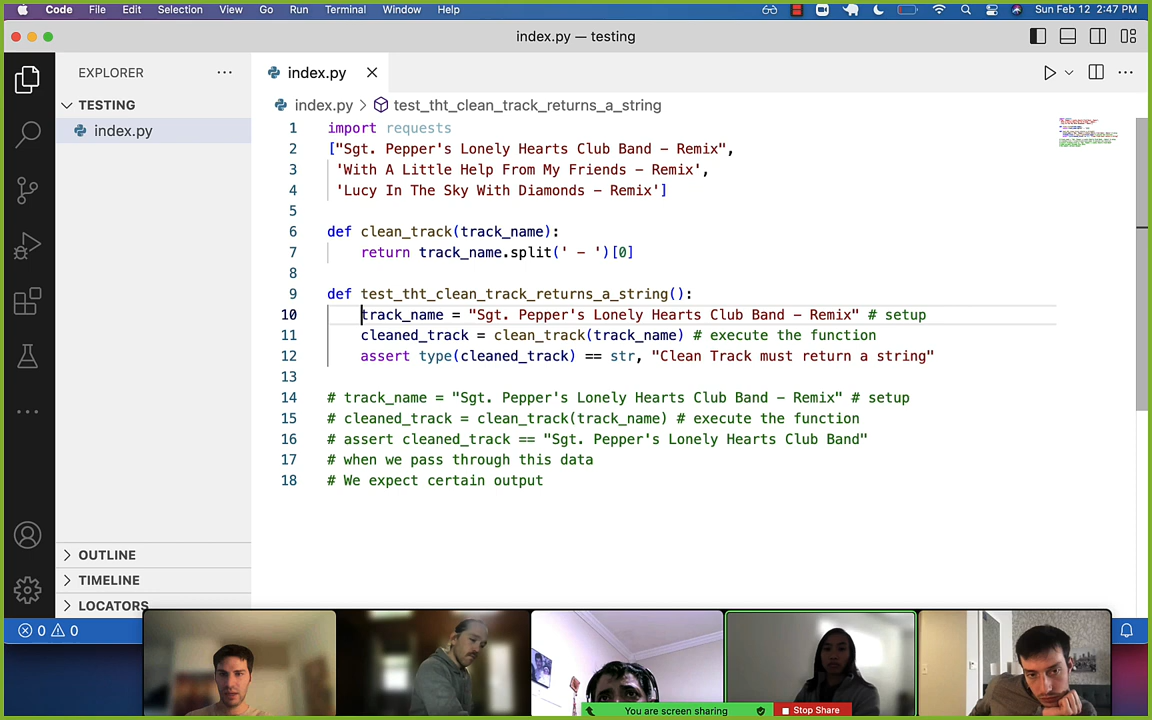 Code File Edit Selection View Go Run Terminal Window Help Sun Feb 12 2:47 PM
index.py — testing
EXPLORER
index.py
TESTING
index.py > test_tht_clean_track_returns_a_string
index.py
1 import requests
2 ["Sgt. Pepper's Lonely Hearts Club Band - Remix",
3 'With A Little Help From My Friends - Remix',
4 'Lucy In The Sky With Diamonds - Remix']
5
6 def clean_track(track_name):
7 return track_name.split(' - ')[0]
8
9 def test_tht_clean_track_returns_a_string():
10 track_name = "Sgt. Pepper's Lonely Hearts Club Band - Remix" # setup
11 cleaned_track = clean_track(track_name) # execute the function
12 assert type(cleaned_track) == str, "Clean Track must return a string"
13
14 # track_name = "Sgt. Pepper's Lonely Hearts Club Band - Remix" # setup
15 # cleaned_track = clean_track(track_name) # execute the function
16 # assert cleaned_track == "Sgt. Pepper's Lonely Hearts Club Band"
17 # when we pass through this data
18 # We expect certain output
OUTLINE
TIMELINE
LOCATORS
0 0
You are screen sharing Stop Share